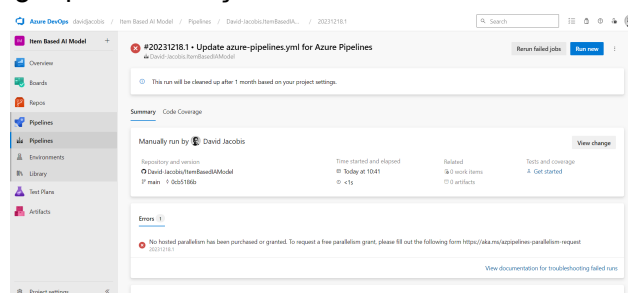 Azure DevOps davidjacobis / Item Based AI Model / Pipelines / David-Jacobis.ItemBasedIA... / 20231218.1
Search
Item Based AI Model +
Overview
Boards
Repos
Pipelines
Pipelines
Environments
Library
Test Plans
Artifacts
Project settings
#20231218.1 • Update azure-pipelines.yml for Azure Pipelines
David-Jacobis.ItemBasedIAModel
Rerun failed jobs
Run new
This run will be cleaned up after 1 month based on your project settings.
Summary Code Coverage
Manually run by David Jacobis
View change
Repository and version
David-Jacobis/ItemBasedIAModel
main 0cb5186b
Time started and elapsed
Today at 10:41
<1s
Related
0 work items
0 artifacts
Tests and coverage
Get started
Errors 1
No hosted parallelism has been purchased or granted. To request a free parallelism grant, please fill out the following form https://aka.ms/azpipelines-parallelism-request
20231218.1
View documentation for troubleshooting failed runs